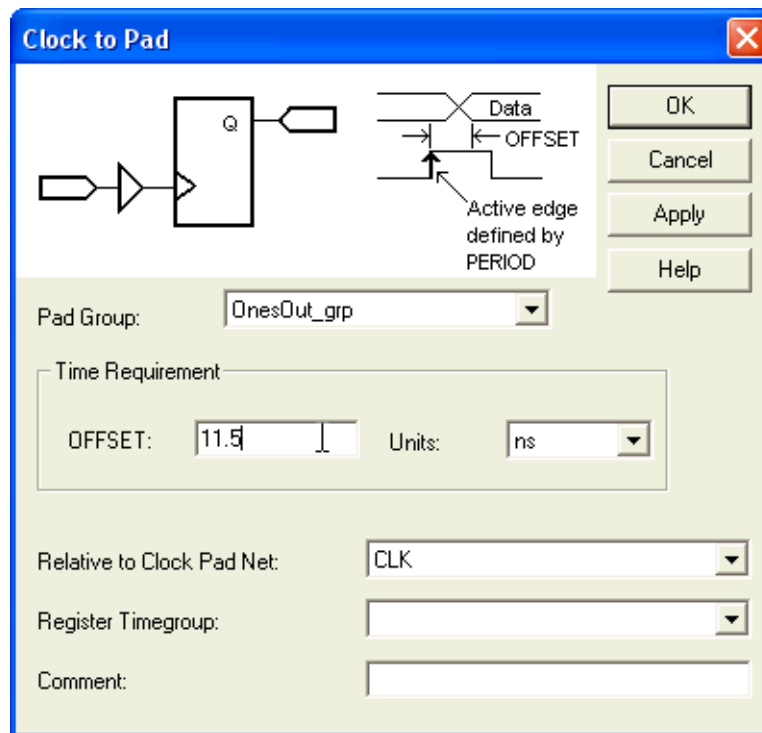 Clock to Pad
Q
Data
OFFSET
Active edge
defined by
PERIOD
OK
Cancel
Apply
Help
Pad Group: OnesOut_grp
Time Requirement
OFFSET: 11.5 Units: ns
Relative to Clock Pad Net: CLK
Register Timegroup:
Comment: